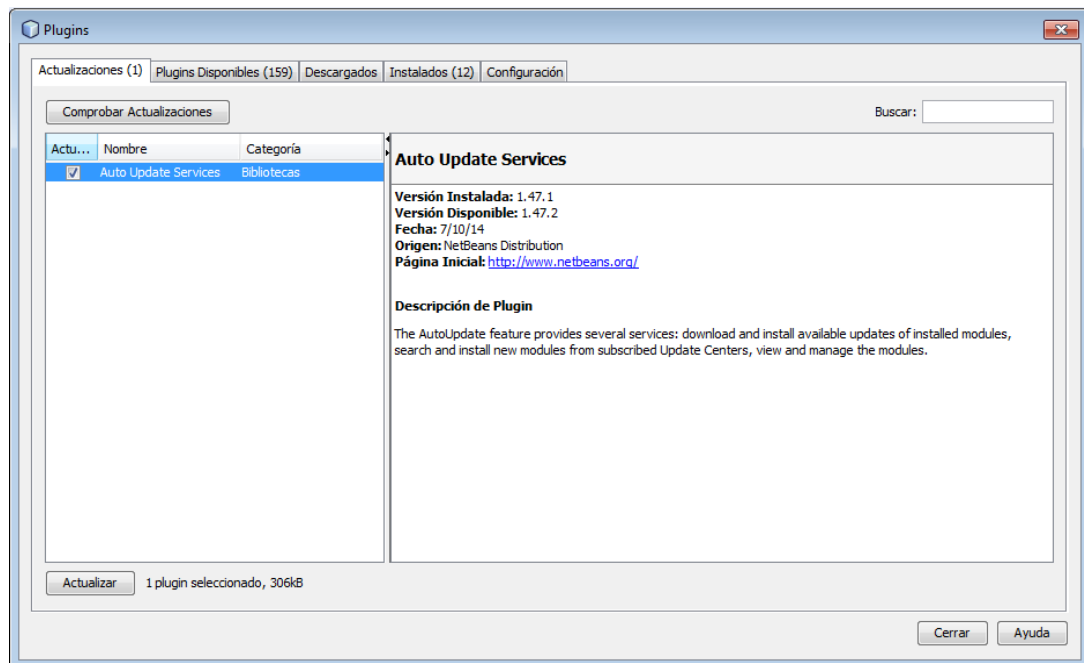 Plugins
Actualizaciones (1) Plugins Disponibles (159) Descargados Instalados (12) Configuración
Comprobar Actualizaciones Buscar:
Actu... Nombre Categoría
Auto Update Services Bibliotecas
Auto Update Services
Versión Instalada: 1.47.1
Versión Disponible: 1.47.2
Fecha: 7/10/14
Origen: NetBeans Distribution
Página Inicial: http://www.netbeans.org/
Descripción de Plugin
The AutoUpdate feature provides several services: download and install available updates of installed modules,
search and install new modules from subscribed Update Centers, view and manage the modules.
Actualizar 1 plugin seleccionado, 306kB
Cerrar Ayuda